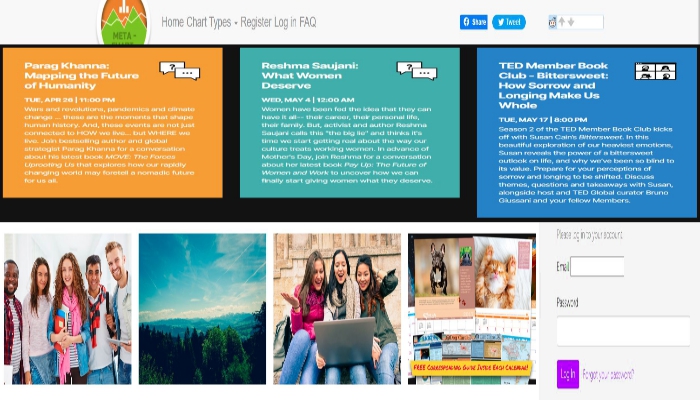 META -
Home Chart Types Register Log in FAQ
Share
Tweet
Parag Khanna:
Mapping the Future
of Humanity
TUE, APR 26 | 11:00 PM
Wars and revolutions, pandemics and climate
change ... these are the moments that shape
human history. And, these events are not just
connected to HOW we live... but WHERE we
live. Join bestselling author and global
strategist Parag Khanna for a conversation
about his latest book MOVE: The Forces
Uprooting Us that explores how our rapidly
changing world may foretell a nomadic future
for us all.
Reshma Saujani:
What Women
Deserve
WED, MAY 4 | 12:00 AM
Women have been fed the idea that they can
have it all— their career, their personal life,
their family. But, activist and author Reshma
Saujani calls this "the big lie" and thinks it's
time we start getting real about the way our
culture views working women. In advance of
Mother's Day, join Reshma for a conversation
about her latest book Pay Up: The Future of
Women and Work to uncover how we can
finally start giving women what they deserve.
TED Member Book
Club - Bittersweet:
How Sorrow and
Longing Make Us
Whole
TUE, MAY 17 | 8:00 PM
Season 2 of the TED Member Book Club kicks
off with Susan Cain's Bittersweet. In this
beautiful exploration of our heaviest emotions,
Susan reveals the power of a bittersweet
outlook on life, and why we've been so blind to
its value. Prepare for your perceptions of
sorrow and longing to be shifted. Discuss
themes, questions and takeaways with Susan,
alongside host and TED Global curator Bruno
Giussani and your fellow Members.
FREE Corresponding Guide Inside Each Calendar!
Please log in to your account
Email
Password
Log In
Forgot your password?